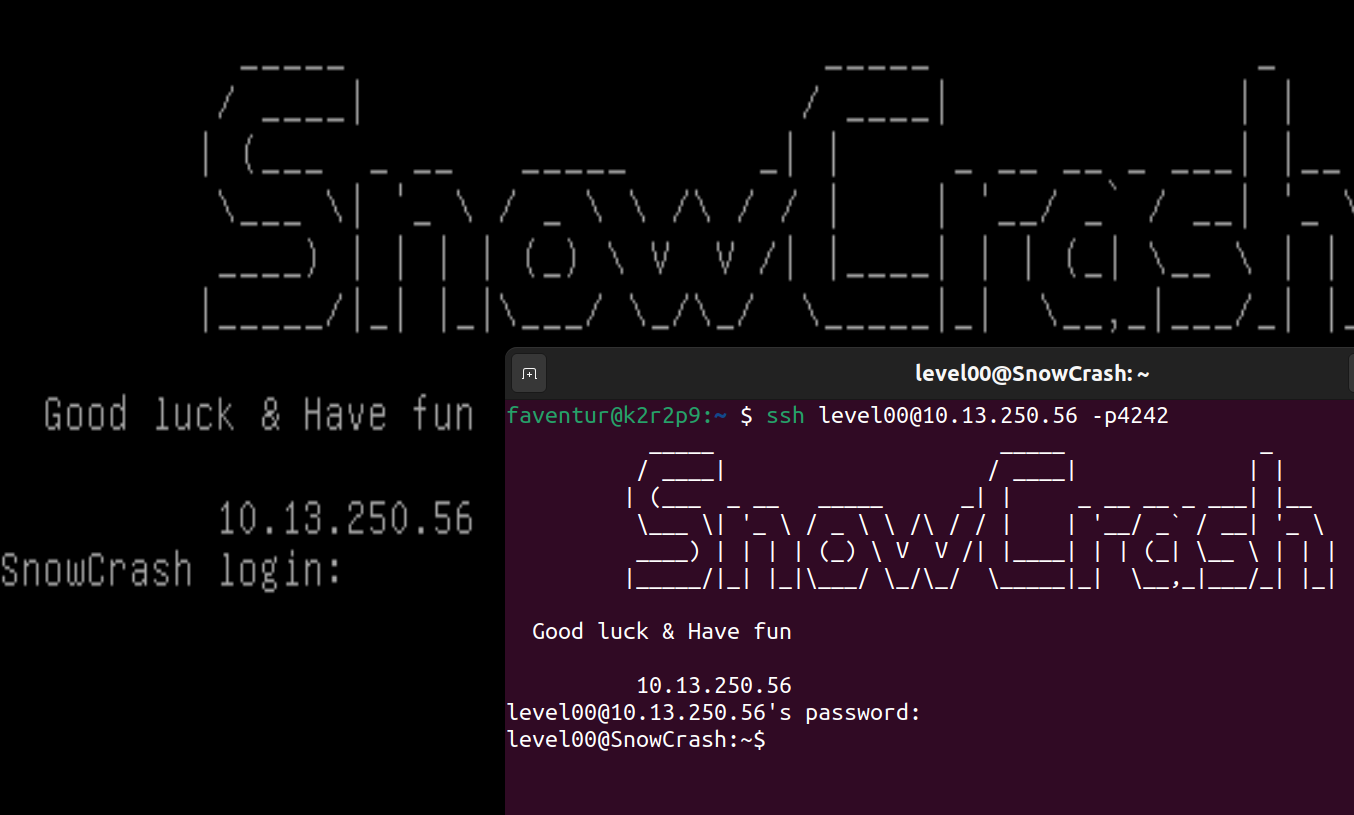 SnowCrash
Good luck & Have fun
10.13.250.56
SnowCrash login:
level00@SnowCrash: ~
faventur@k2r2p9:~ $ ssh level00@10.13.250.56 -p4242
SnowCrash
Good luck & Have fun
10.13.250.56
level00@10.13.250.56's password:
level00@SnowCrash:~$